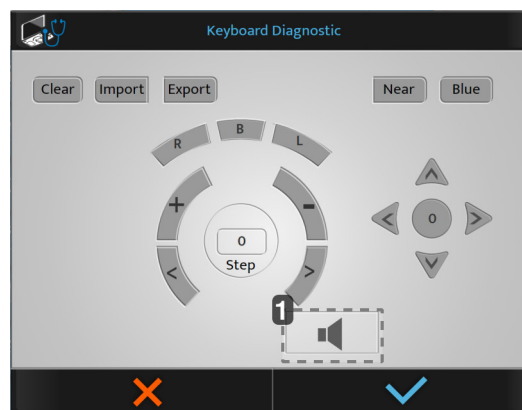 Keyboard Diagnostic
Clear Import Export Near Blue
R B L
+ -
0
0
Step
< >
1